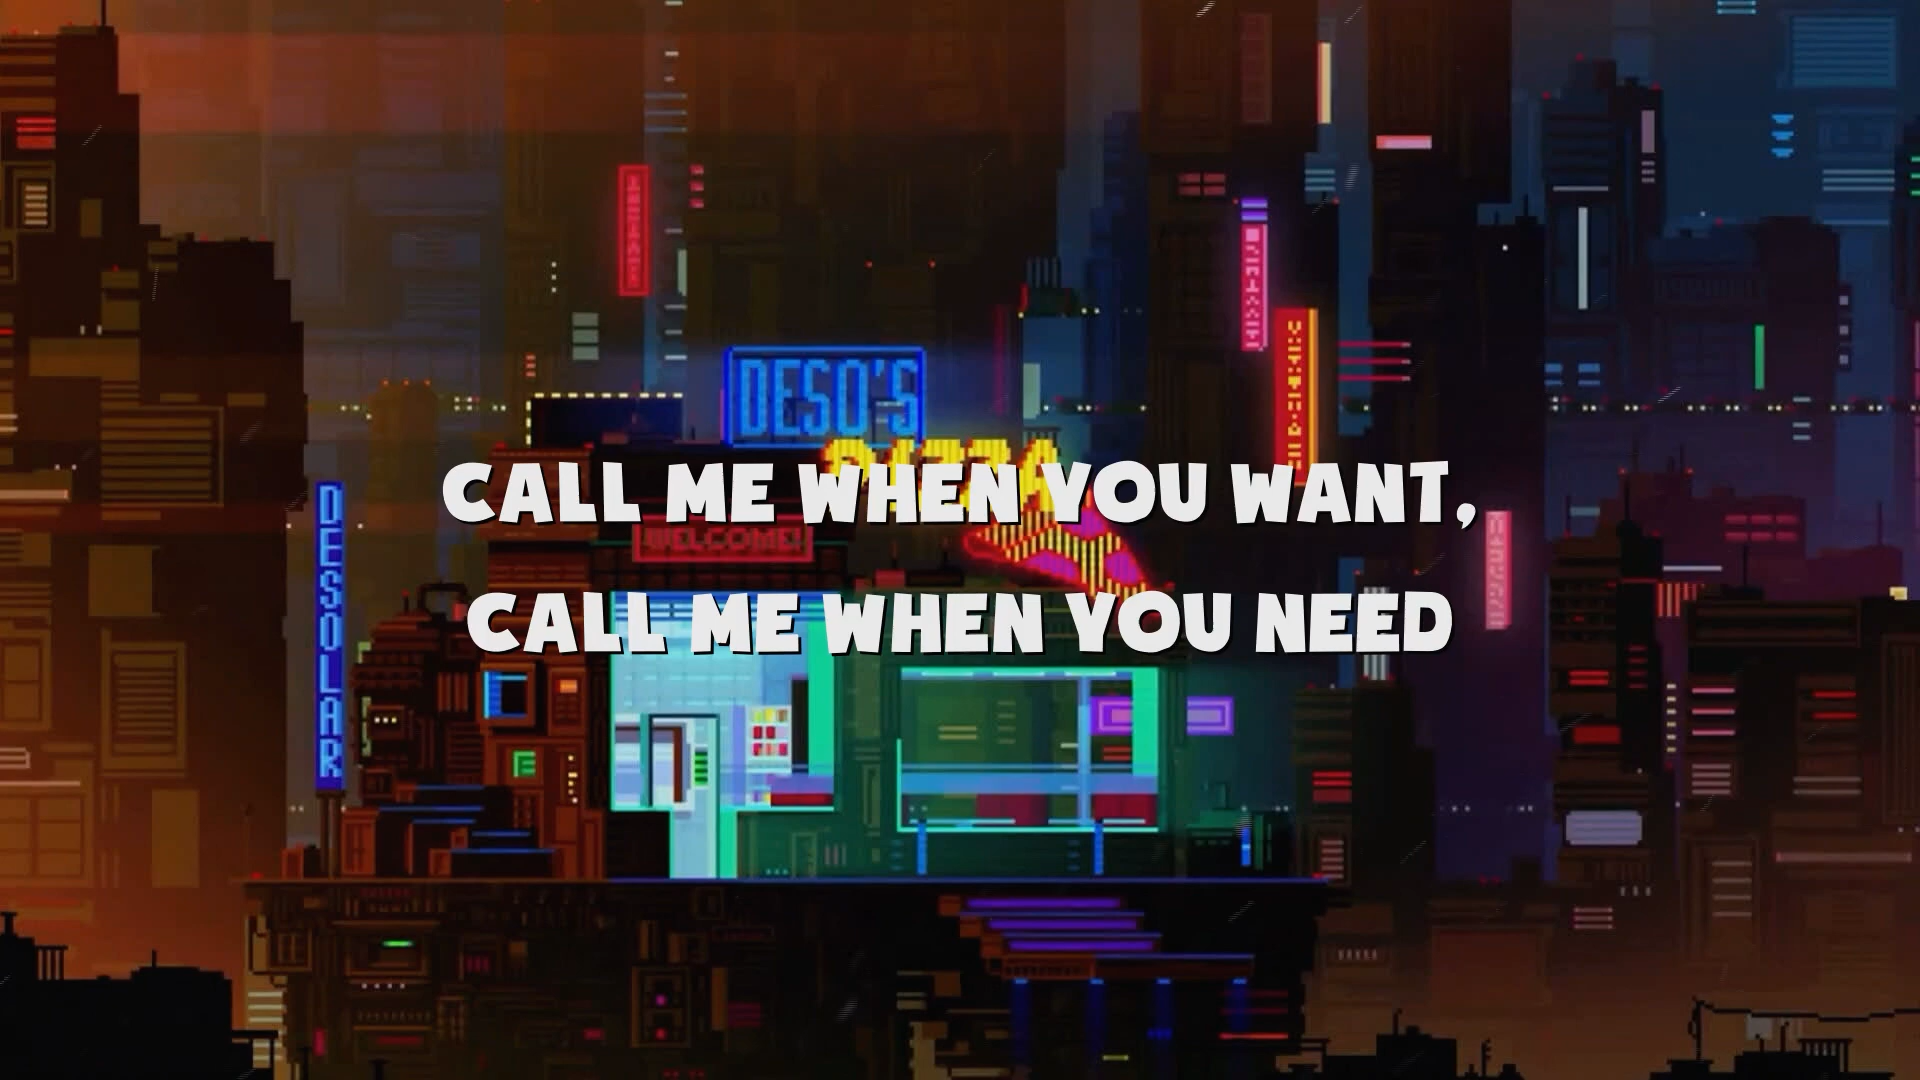 DESO'S
PIZZA
CALL ME WHEN YOU WANT,
WELCOME!
CALL ME WHEN YOU NEED
DESOLAR